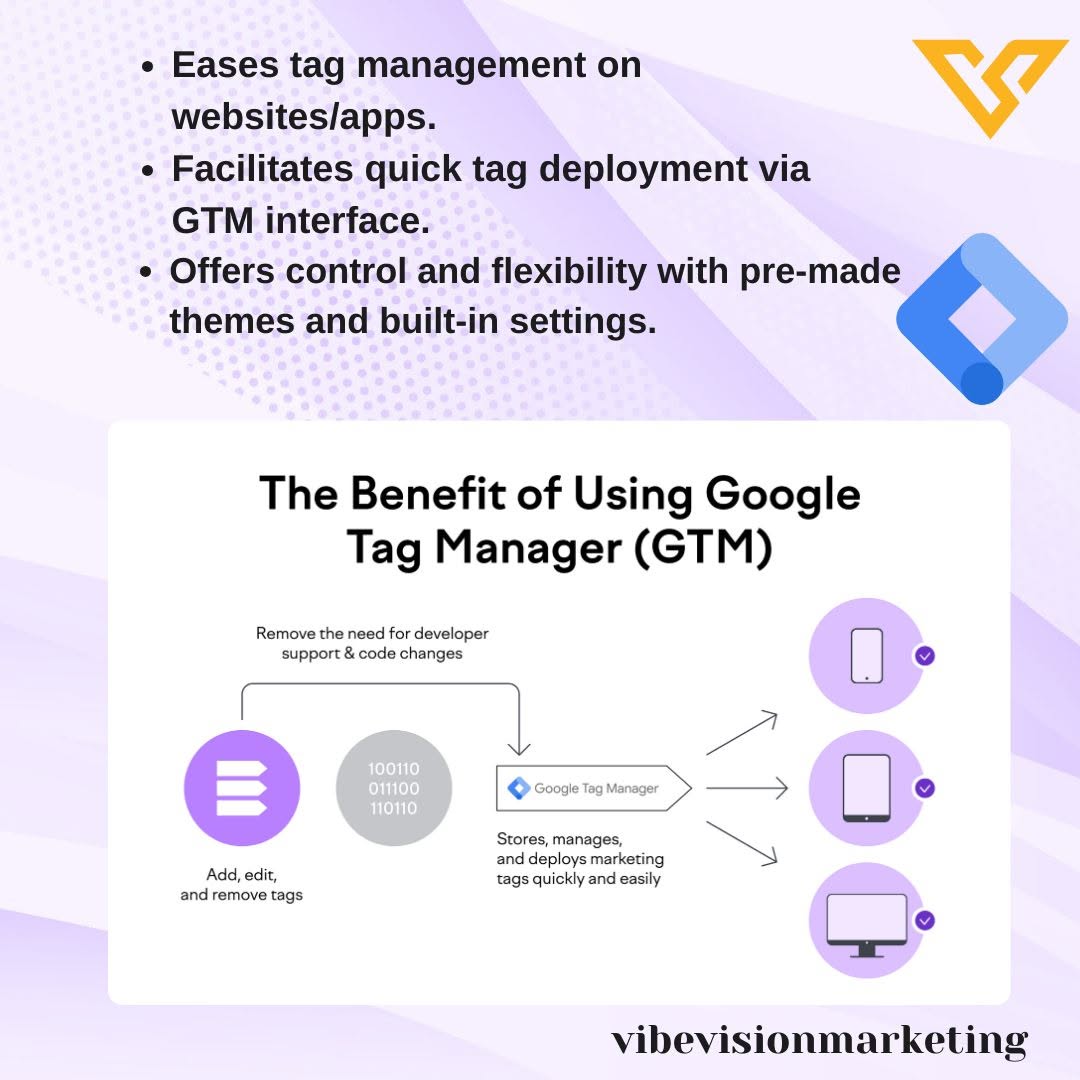 • Eases tag management on
websites/apps.
• Facilitates quick tag deployment via
GTM interface.
• Offers control and flexibility with pre-made
themes and built-in settings.
The Benefit of Using Google
Tag Manager (GTM)
Remove the need for developer
support & code changes
100110
011100
110110
Google Tag Manager
Add, edit,
and remove tags
Stores, manages,
and deploys marketing
tags quickly and easily
vibevisionmarketing